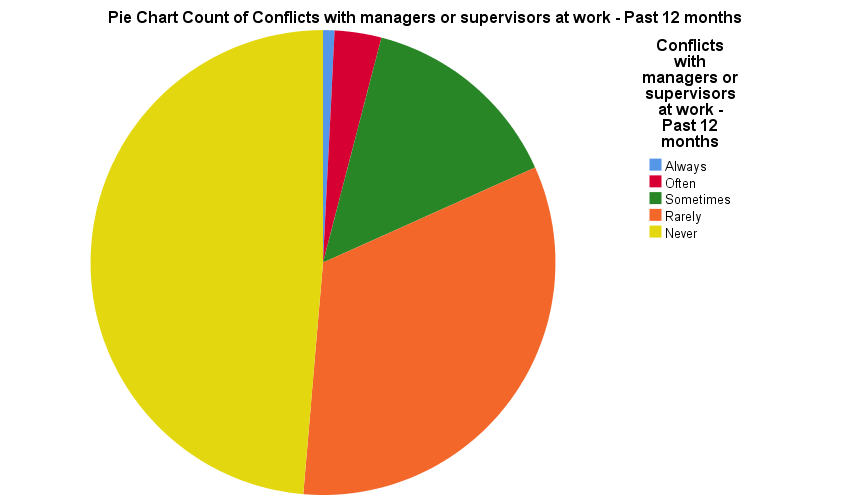 Pie Chart Count of Conflicts with managers or supervisors at work - Past 12 months
Conflicts
with
managers or
supervisors
at work -
Past 12
months
Always
Often
Sometimes
Rarely
Never